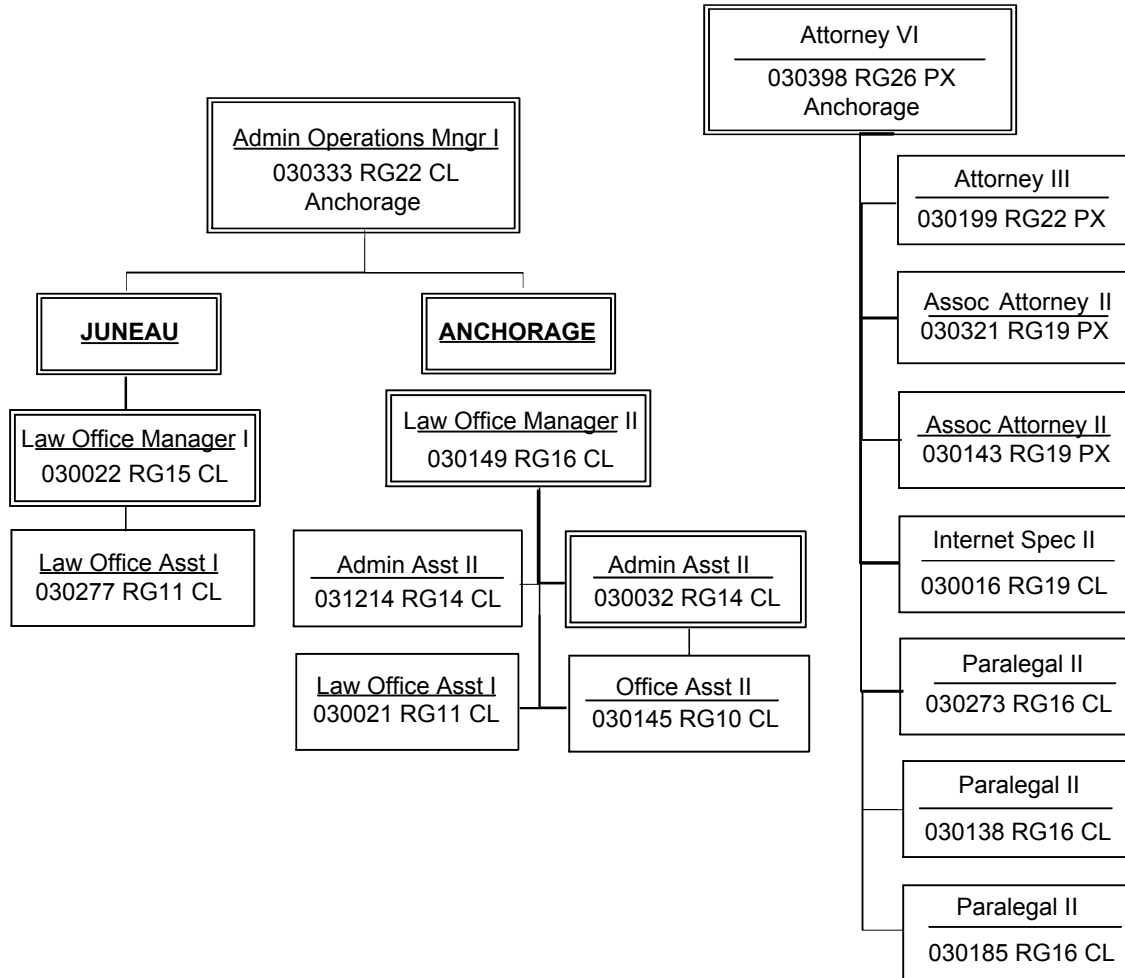 Admin Operations Mngr I
030333 RG22 CL
Anchorage
JUNEAU
Law Office Manager I
030022 RG15 CL
Law Office Asst I
030277 RG11 CL
ANCHORAGE
Law Office Manager II
030149 RG16 CL
Admin Asst II
031214 RG14 CL
Admin Asst II
030032 RG14 CL
Law Office Asst I
030021 RG11 CL
Office Asst II
030145 RG10 CL
Attorney VI
030398 RG26 PX
Anchorage
Attorney III
030199 RG22 PX
Assoc Attorney II
030321 RG19 PX
Assoc Attorney II
030143 RG19 PX
Internet Spec II
030016 RG19 CL
Paralegal II
030273 RG16 CL
Paralegal II
030138 RG16 CL
Paralegal II
030185 RG16 CL